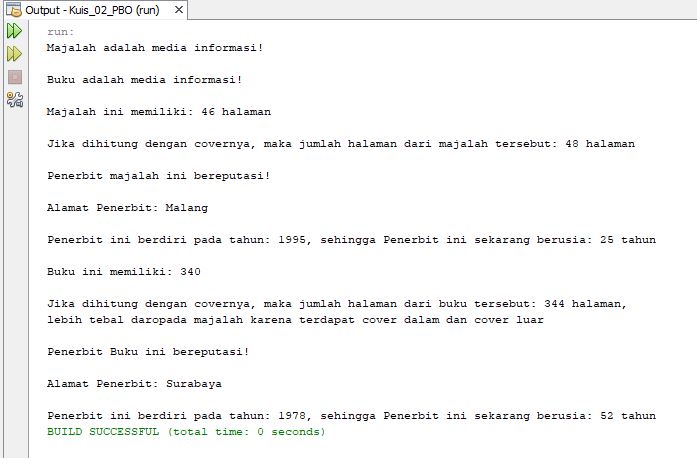 Output - Kuis_02_PBO (run)
run:
Majalah adalah media informasi!
Buku adalah media informasi!
Majalah ini memiliki: 46 halaman
Jika dihitung dengan covernya, maka jumlah halaman dari majalah tersebut: 48 halaman
Penerbit majalah ini bereputasi!
Alamat Penerbit: Malang
Penerbit ini berdiri pada tahun: 1995, sehingga Penerbit ini sekarang berusia: 25 tahun
Buku ini memiliki: 340
Jika dihitung dengan covernya, maka jumlah halaman dari buku tersebut: 344 halaman,
lebih tebal daropada majalah karena terdapat cover dalam dan cover luar
Penerbit Buku ini bereputasi!
Alamat Penerbit: Surabaya
Penerbit ini berdiri pada tahun: 1978, sehingga Penerbit ini sekarang berusia: 52 tahun
BUILD SUCCESSFUL (total time: 0 seconds)